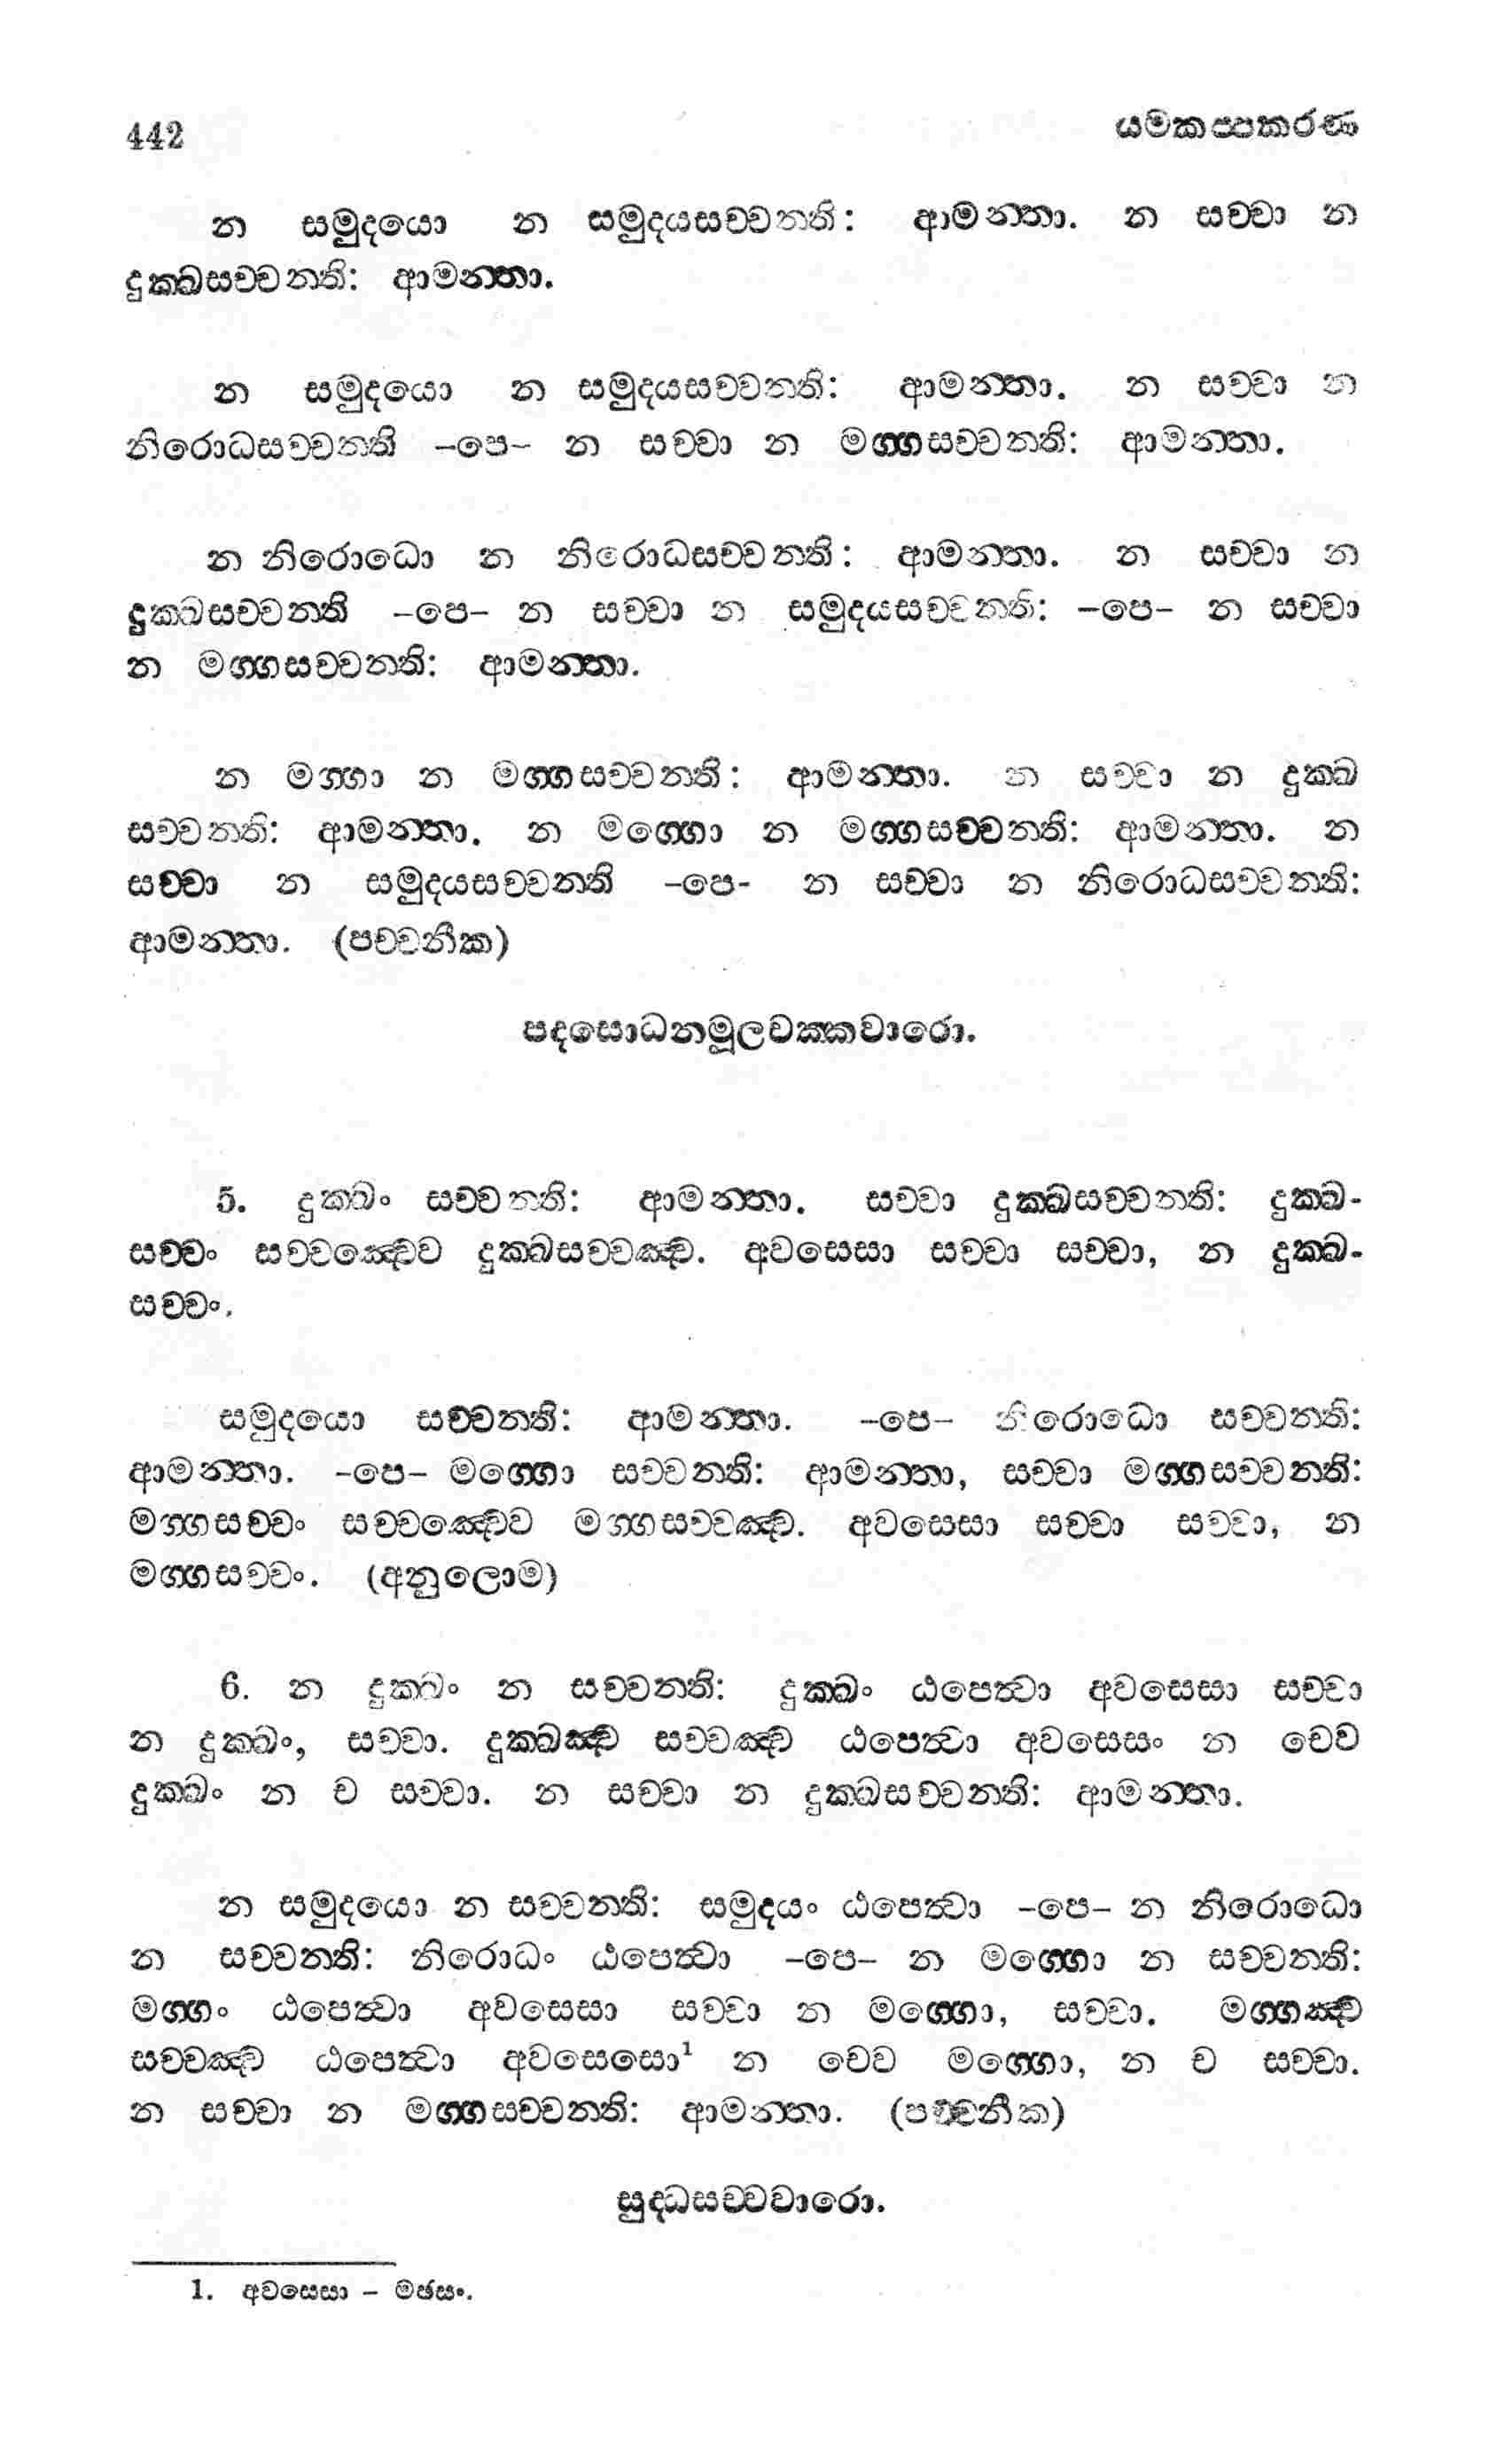 442 යමකප්පකරණ
න සමුදයො න සමුදයසච්චන්ති: ආමන්තා. න සච්චා න
දුක්ඛසච්චන්ති: ආමන්තා.
න සමුදයො න සමුදයසච්චන්ති: ආමන්තා. න සච්චා න
නිරොධසච්චන්ති –පෙ– න සච්චා න මග්ගසච්චන්ති: ආමන්තා.
න නිරොධො න නිරොධසච්චන්ති: ආමන්තා. න සච්චා න
දුක්ඛසච්චන්ති –පෙ– න සච්චා න සමුදයසච්චන්ති: –පෙ– න සච්චා
න මග්ගසච්චන්ති: ආමන්තා.
න මග්ගා න මග්ගසච්චන්ති: ආමන්තා. න සච්චා න දුක්ඛ
සච්චන්ති: ආමන්තා. න මග්ගො න මග්ගසච්චන්ති: ආමන්තා. න
සච්චා න සමුදයසච්චන්ති –පෙ- න සච්චා න නිරොධසච්චන්ති:
ආමන්තා. (පච්චනීක)
පදසොධනමූලචක්කවාරො.
5. දුක්ඛං සච්චන්ති: ආමන්තා. සච්චා දුක්ඛසච්චන්ති: දුක්ඛ-
සච්චං සච්චඤ්චෙව දුක්ඛසච්චඤ්ච. අවසෙසා සච්චා සච්චා, න දුක්ඛ-
සච්චං.
සමුදයො සච්චන්ති: ආමන්තා. –පෙ– නිරොධො සච්චන්ති:
ආමන්තා. –පෙ– මග්ගො සච්චන්ති: ආමන්තා, සච්චා මග්ගසච්චන්ති:
මග්ගසච්චං සච්චඤ්චෙව මග්ගසච්චඤ්ච. අවසෙසා සච්චා සච්චා, න
මග්ගසච්චං. (අනුලොම)
6. න දුක්ඛං න සච්චන්ති: දුක්ඛං ඨපෙත්වා අවසෙසා සච්චා
න දුක්ඛං, සච්චා. දුක්ඛඤ්ච සච්චඤ්ච ඨපෙත්වා අවසෙසං න චෙව
දුක්ඛං න ච සච්චා. න සච්චා න දුක්ඛසච්චන්ති: ආමන්තා.
න සමුදයො න සච්චන්ති: සමුදයං ඨපෙත්වා –පෙ– න නිරොධො
න සච්චන්ති: නිරොධං ඨපෙත්වා –පෙ– න මග්ගො න සච්චන්ති:
මග්ගං ඨපෙත්වා අවසෙසා සච්චා න මග්ගො, සච්චා. මග්ගඤ්ච
සච්චඤ්ච ඨපෙත්වා අවසෙසො¹ න චෙව මග්ගො, න ච සච්චා.
න සච්චා න මග්ගසච්චන්ති: ආමන්තා. (පච්චනීක)
සුද්ධසච්චවාරො.
1. අවසෙසා – මඡසං.